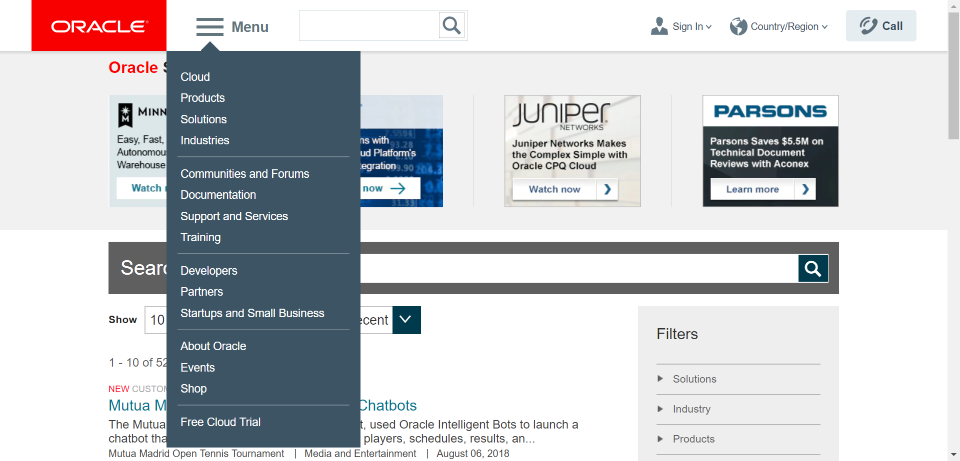 ORACLE
Menu
Sign In
Country/Region
Call
Oracle
Cloud
Products
Solutions
Industries
Communities and Forums
Documentation
Support and Services
Training
Developers
Partners
Startups and Small Business
About Oracle
Events
Shop
Free Cloud Trial
Easy, Fast,
Autonomous
Warehouse
Watch
ns with
ud Platform's
tegration
now
JUNIPER
NETWORKS
Juniper Networks Makes
the Complex Simple with
Oracle CPQ Cloud
Watch now
PARSONS
Parsons Saves $5.5M on
Technical Document
Reviews with Aconex
Learn more
Searc
Show 10 ecent
1 - 10 of 52
NEW CUSTOM
Mutua M Chatbots
The Mutua t, used Oracle Intelligent Bots to launch a
chatbot tha players, schedules, results, an...
Mutua Madrid Open Tennis Tournament | Media and Entertainment | August 06, 2018
Filters
Solutions
Industry
Products